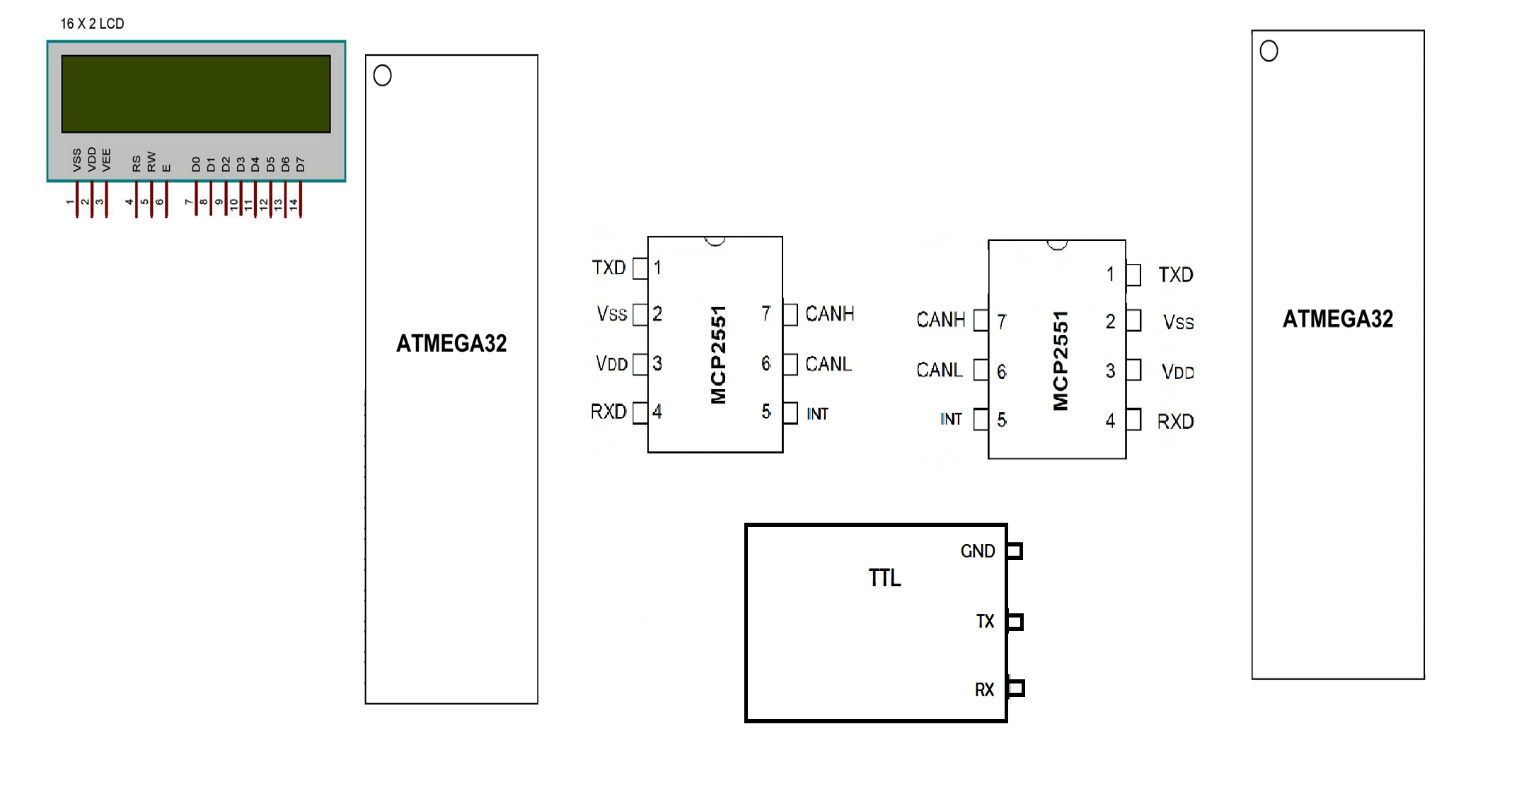 16 X 2 LCD
VSS
VDD
VEE
RS
RW
E
D0
D1
D2
D3
D4
D5
D6
D7
1
2
3
4
5
6
7
8
9
10
11
12
13
14
ATMEGA32
TXD 1
VSS 2 7 CANH
VDD 3 6 CANL
RXD 4 5 INT
MCP2551
1 TXD
CANH 7 2 VSS
CANL 6 3 VDD
INT 5 4 RXD
MCP2551
ATMEGA32
GND
TTL
TX
RX